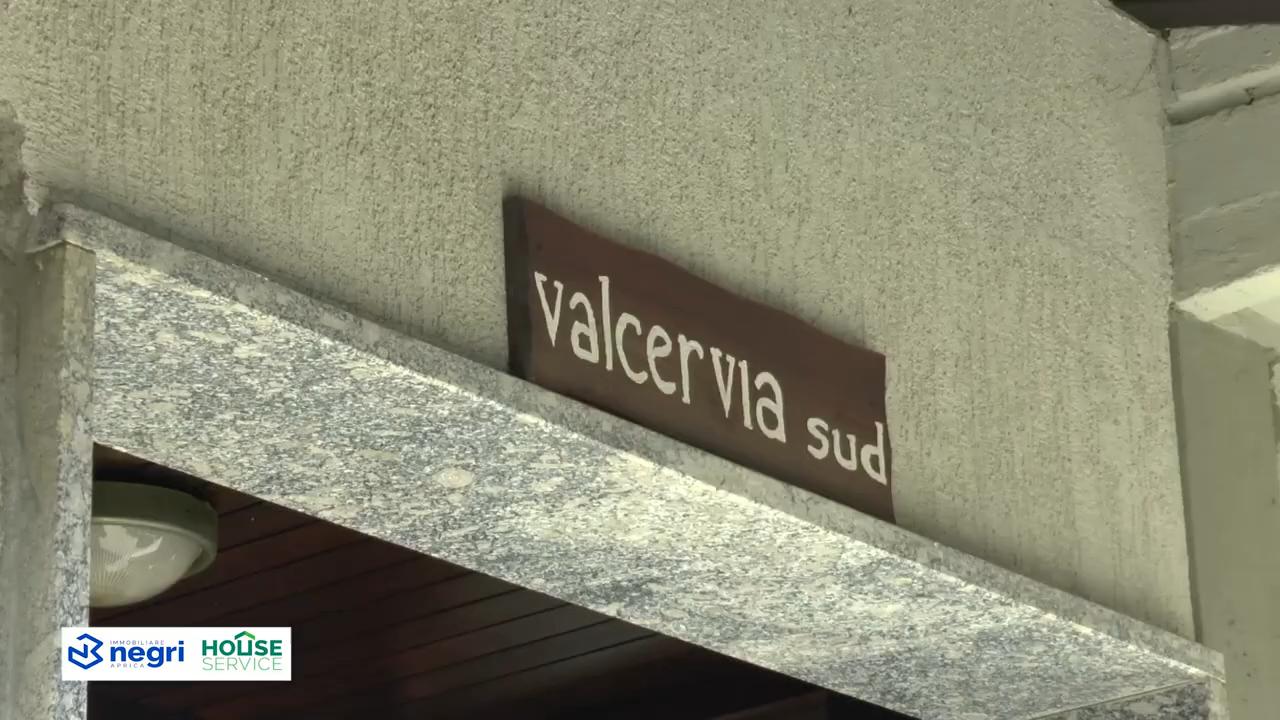 valcervia sud
IMMOBILIARE
negri
APRICA
HOUSE
SERVICE